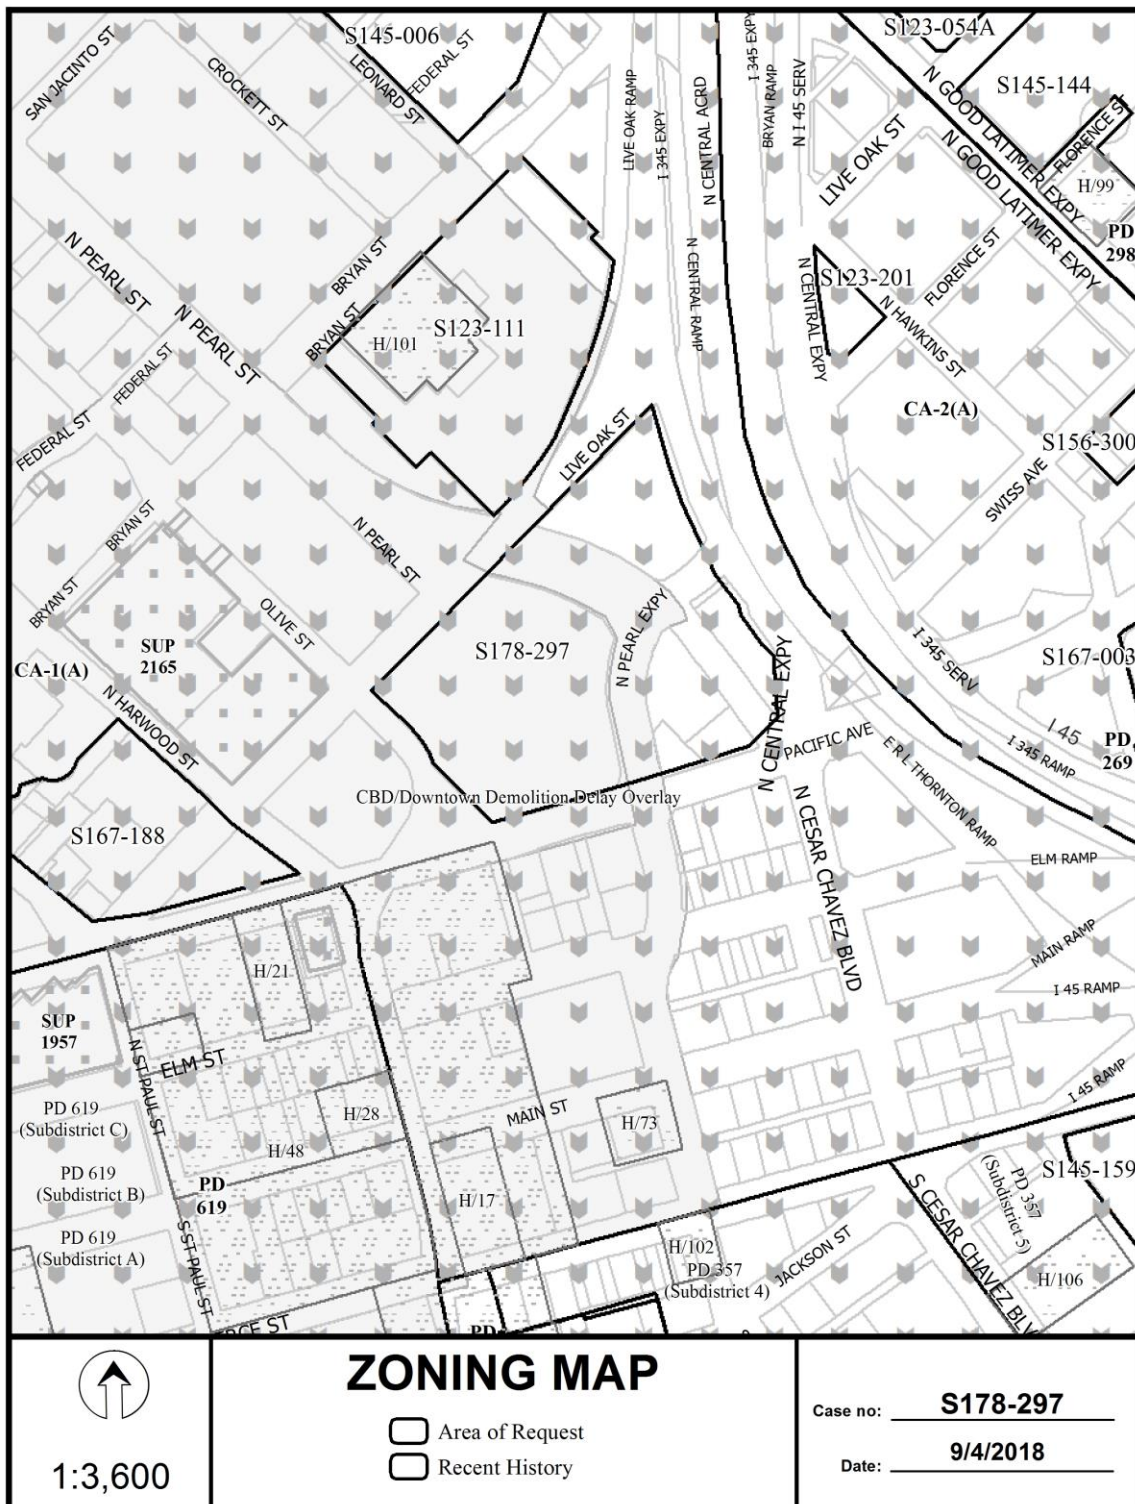 S145-006
S123-054A
SAN JACINTO ST
CROCKETT ST
LEONARD ST
FEDERAL ST
LIVE OAK RAMP
I 345 EXPY
N CENTRAL ACRD
I 345 EXPY
BRYAN RAMP
N I 45 SERV
N GOOD LATIMER EXPY
S145-144
FLORENCE ST
N GOOD LATIMER EXPY
LIVE OAK ST
H/99
PD
298
N PEARL ST
BRYAN ST
N CENTRAL RAMP
N CENTRAL EXPY
S123-201
FLORENCE ST
N HAWKINS ST
N PEARL ST
BRYAN ST
S123-111
H/101
FEDERAL ST
FEDERAL ST
CA-2(A)
LIVE OAK ST
S156-300
SWISS AVE
BRYAN ST
N PEARL ST
BRYAN ST
OLIVE ST
SUP
2165
CA-1(A)
S178-297
N PEARL EXPY
I 345 SERV
S167-003
N HARWOOD ST
N CENTRAL EXPY
PACIFIC AVE
E R L THORNTON RAMP
I 45
I 345 RAMP
PD
269
CBD/Downtown Demolition Delay Overlay
S167-188
N CESAR CHAVEZ BLVD
ELM RAMP
MAIN RAMP
H/21
I 45 RAMP
SUP
1957
N ST PAUL ST
ELM ST
I 45 RAMP
PD 619
(Subdistrict C)
H/28
MAIN ST
H/73
H/48
PD 619
(Subdistrict B)
PD
619
H/17
S CESAR CHAVEZ BLV
PD 357
(Subdistrict 5)
S145-159
PD 619
(Subdistrict A)
S ST PAUL ST
H/102
PD 357
(Subdistrict 4)
JACKSON ST
H/106
RCE ST
PD
ZONING MAP
Area of Request
Recent History
1:3,600
Case no: S178-297
Date: 9/4/2018